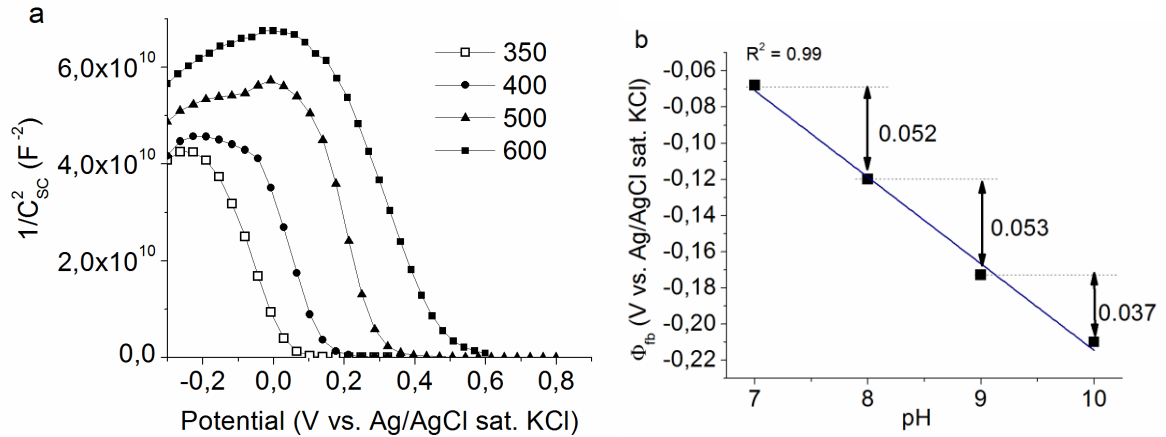 a
1/C²SC (F⁻²)
6,0x10¹⁰
4,0x10¹⁰
2,0x10¹⁰
0,0
-0,2
0,0
0,2
0,4
0,6
0,8
Potential (V vs. Ag/AgCl sat. KCl)
350
400
500
600
b
R² = 0.99
Φfb (V vs. Ag/AgCl sat. KCl)
-0,06
-0,08
-0,10
-0,12
-0,14
-0,16
-0,18
-0,20
-0,22
0.052
0.053
0.037
7
8
9
10
pH